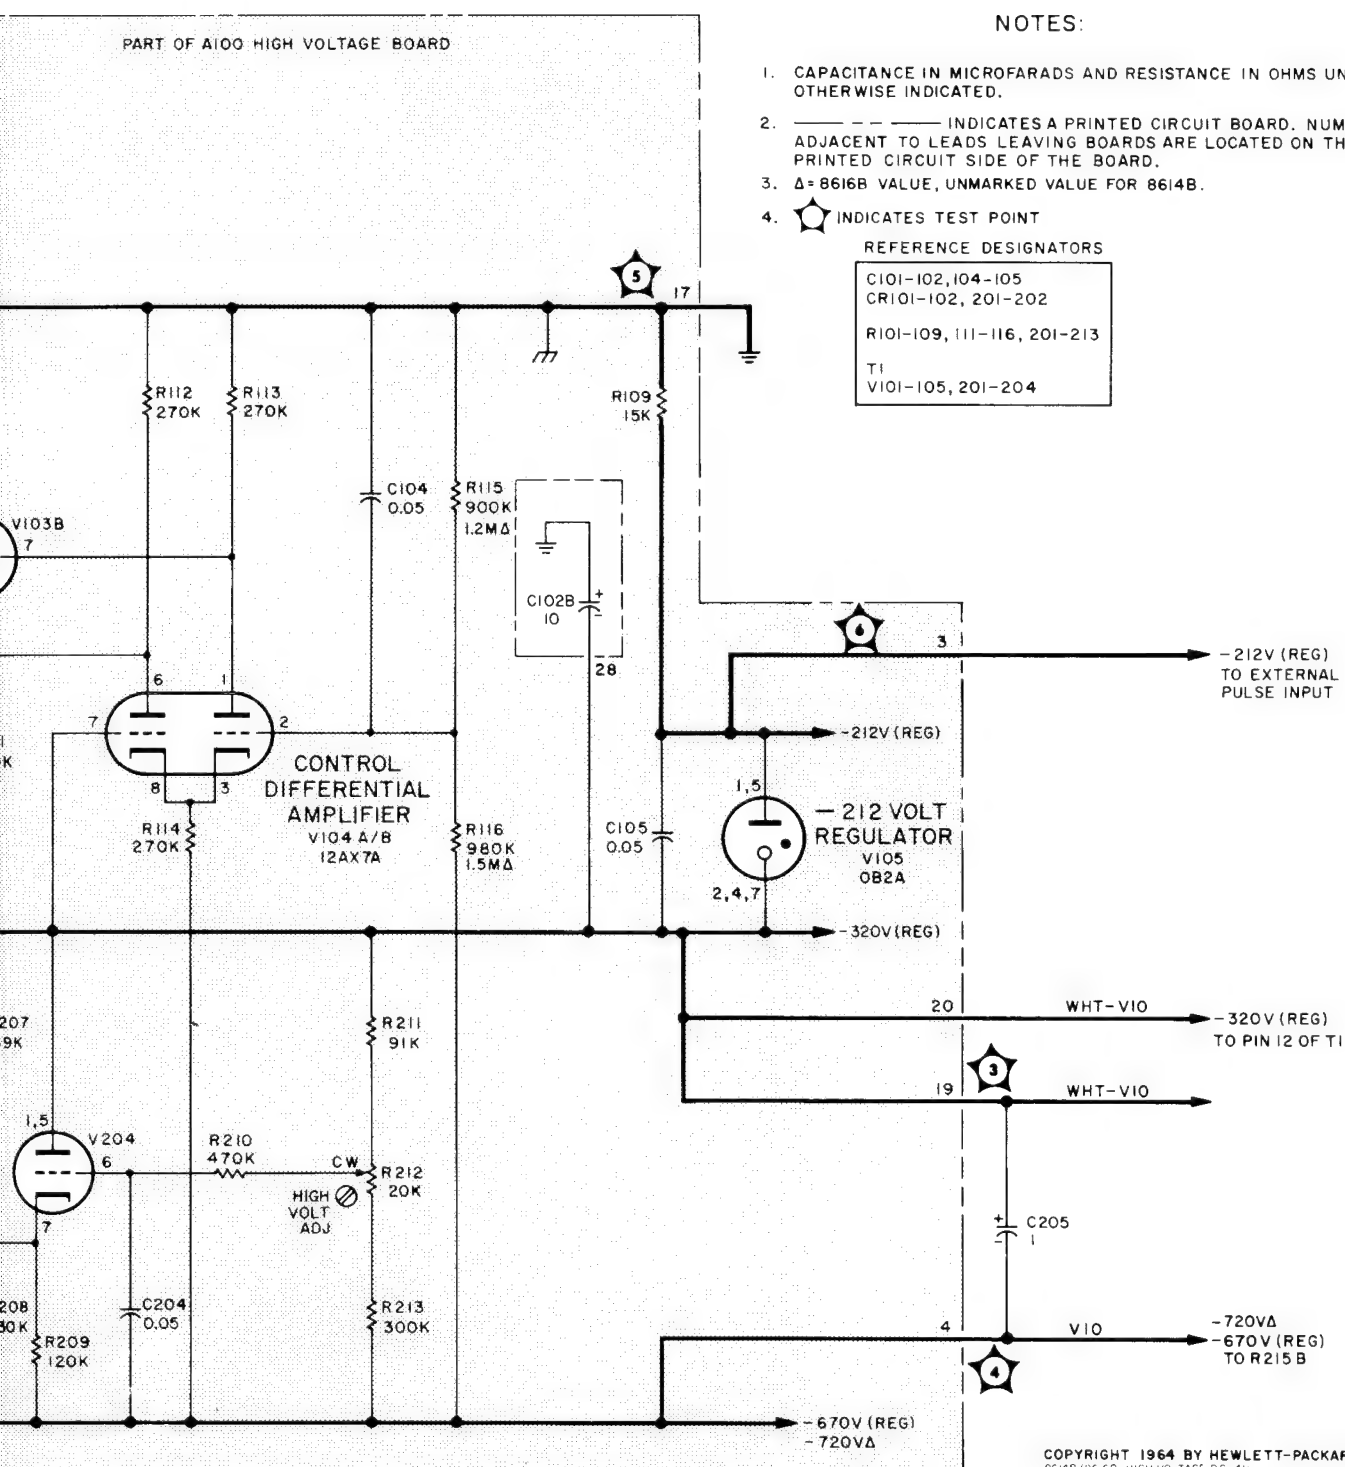 PART OF A100 HIGH VOLTAGE BOARD
NOTES:
1. CAPACITANCE IN MICROFARADS AND RESISTANCE IN OHMS UN
OTHERWISE INDICATED.
2. INDICATES A PRINTED CIRCUIT BOARD. NUM
ADJACENT TO LEADS LEAVING BOARDS ARE LOCATED ON TH
PRINTED CIRCUIT SIDE OF THE BOARD.
3. Δ= 8616B VALUE, UNMARKED VALUE FOR 8614B.
4. INDICATES TEST POINT
REFERENCE DESIGNATORS
C101-102, 104-105
CR101-102, 201-202
R101-109, 111-116, 201-213
T1
V101-105, 201-204
5
17
R112
270K
R113
270K
R109
15K
C104
0.05
R115
900K
1.2MΔ
V103B
7
C102B
10
+
-
28
6
3
-212V (REG)
TO EXTERNAL
PULSE INPUT
6
1
7
2
8
3
CONTROL
DIFFERENTIAL
AMPLIFIER
V104 A/B
12AX7A
-212V (REG)
1,5
-212 VOLT
REGULATOR
V105
OB2A
2,4,7
R114
270K
R116
980K
1.5MΔ
C105
0.05
K
-320V (REG)
20
WHT-VIO
-320V (REG)
TO PIN 12 OF T1
207
9K
R211
91K
3
19
WHT-VIO
1,5
V204
6
7
R210
470K
CW
R212
20K
HIGH
VOLT
ADJ
+
-
C205
1
208
30K
R209
120K
C204
0.05
R213
300K
4
VIO
-720VΔ
-670V (REG)
TO R215B
4
-670V (REG)
-720VΔ
COPYRIGHT 1964 BY HEWLETT-PACKAR